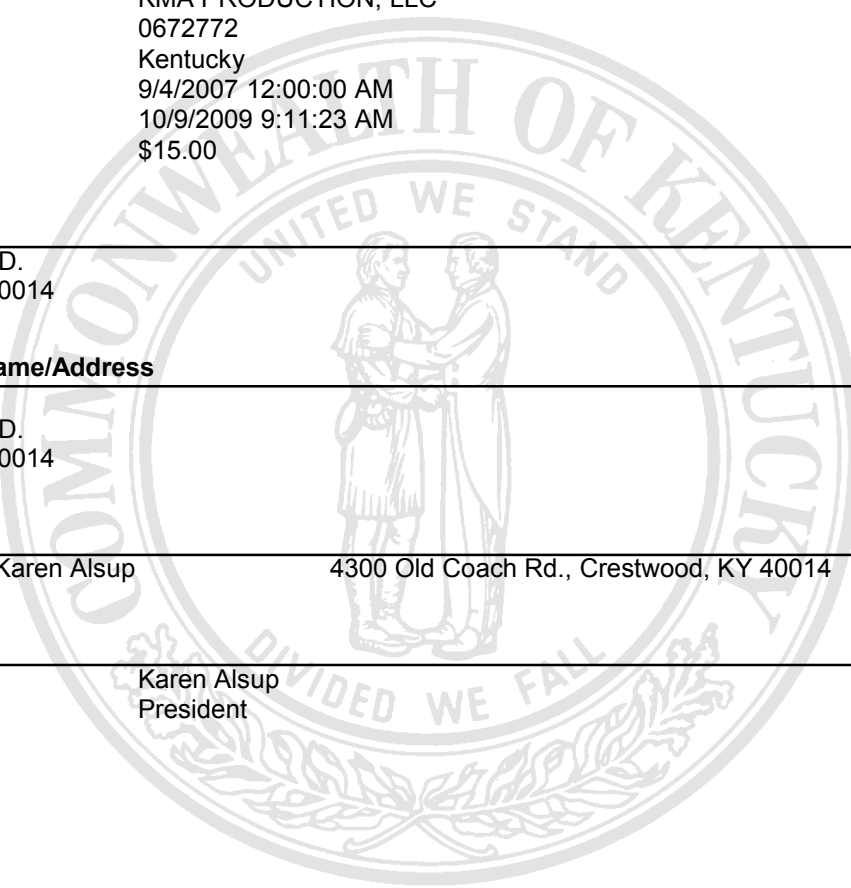 KMA PRODUCTION, LLC
0672772
Kentucky
9/4/2007 12:00:00 AM
10/9/2009 9:11:23 AM
$15.00
D.
0014
ame/Address
D.
0014
Karen Alsup 4300 Old Coach Rd., Crestwood, KY 40014
Karen Alsup
President
COMMONWEALTH OF KENTUCKY
UNITED WE STAND
DIVIDED WE FALL